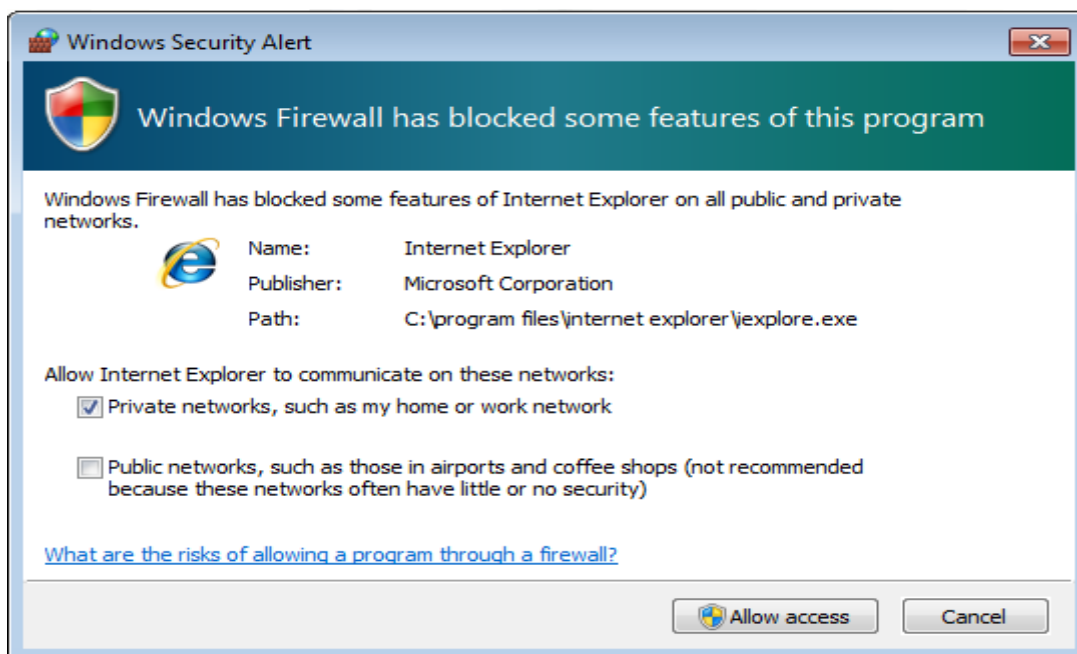 Windows Security Alert
Windows Firewall has blocked some features of this program
Windows Firewall has blocked some features of Internet Explorer on all public and private
networks.
Name: Internet Explorer
Publisher: Microsoft Corporation
Path: C:\program files\internet explorer\iexplore.exe
Allow Internet Explorer to communicate on these networks:
Private networks, such as my home or work network
Public networks, such as those in airports and coffee shops (not recommended
because these networks often have little or no security)
What are the risks of allowing a program through a firewall?
Allow access Cancel